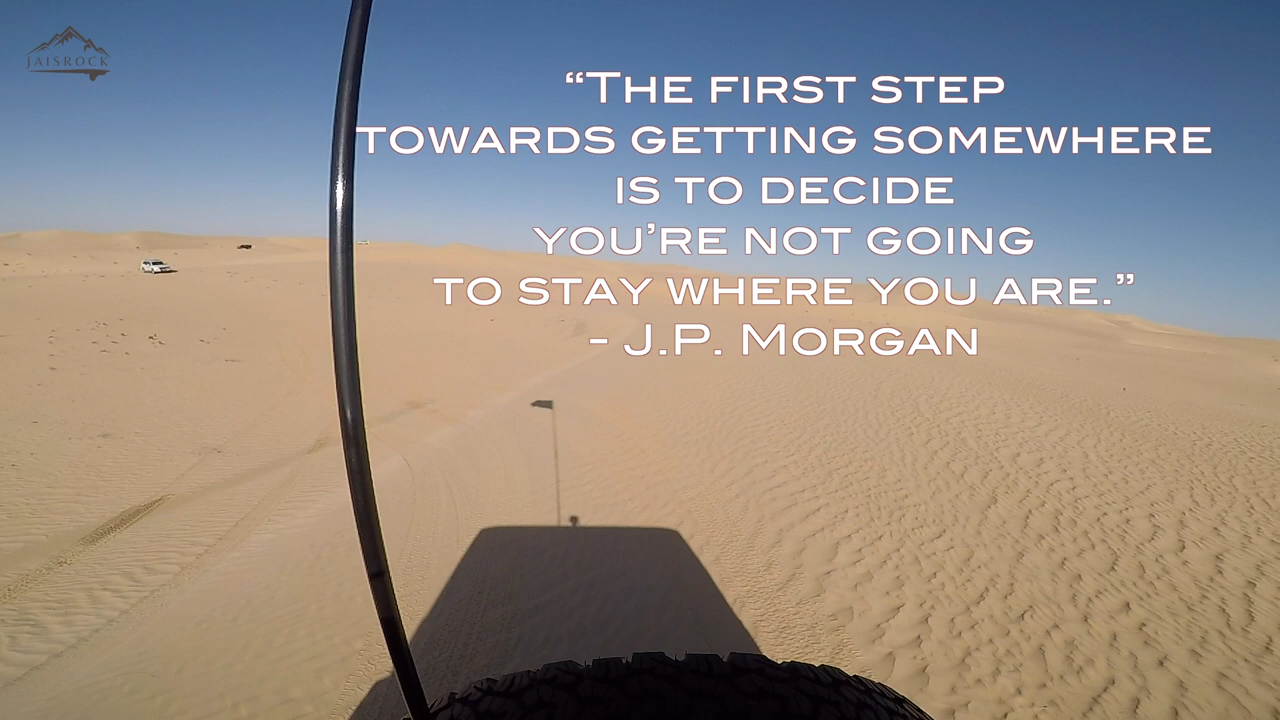 JAISROCK
“The first step
towards getting somewhere
is to decide
you’re not going
to stay where you are.”
- J.P. Morgan